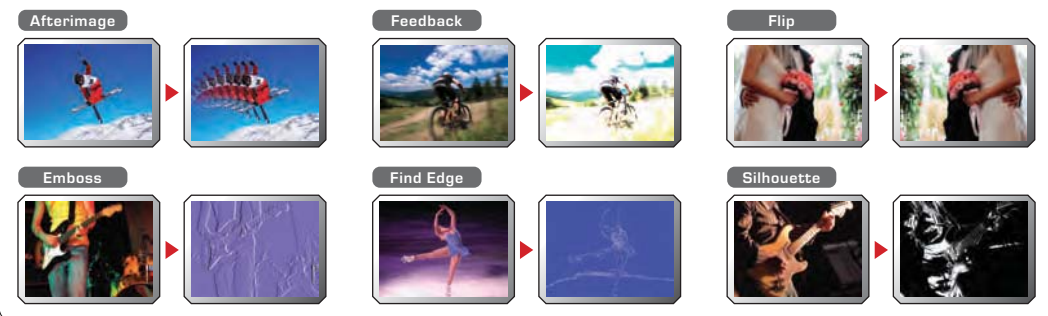 Afterimage
Feedback
Flip
Emboss
Find Edge
Silhouette